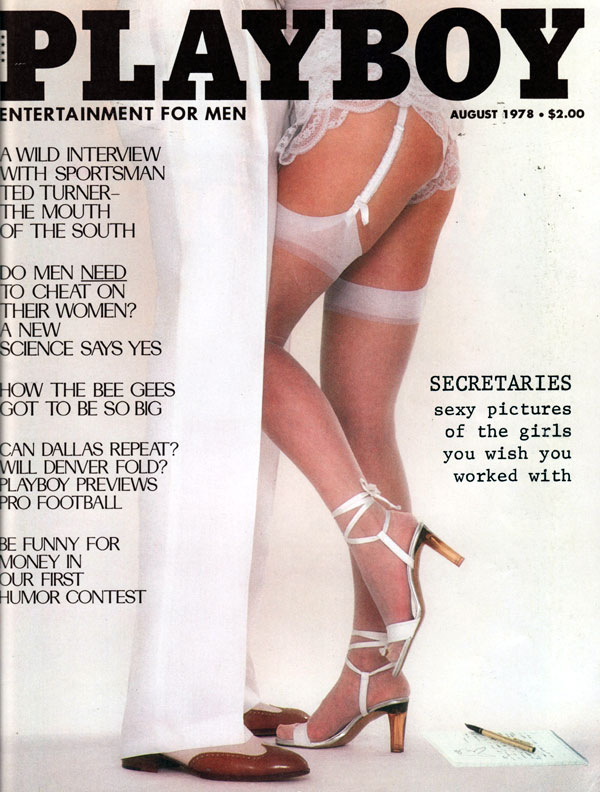 PLAYBOY
ENTERTAINMENT FOR MEN
AUGUST 1978 • $2.00
A WILD INTERVIEW
WITH SPORTSMAN
TED TURNER–
THE MOUTH
OF THE SOUTH
DO MEN NEED
TO CHEAT ON
THEIR WOMEN?
A NEW
SCIENCE SAYS YES
HOW THE BEE GEES
GOT TO BE SO BIG
CAN DALLAS REPEAT?
WILL DENVER FOLD?
PLAYBOY PREVIEWS
PRO FOOTBALL
BE FUNNY FOR
MONEY IN
OUR FIRST
HUMOR CONTEST
SECRETARIES
sexy pictures
of the girls
you wish you
worked with